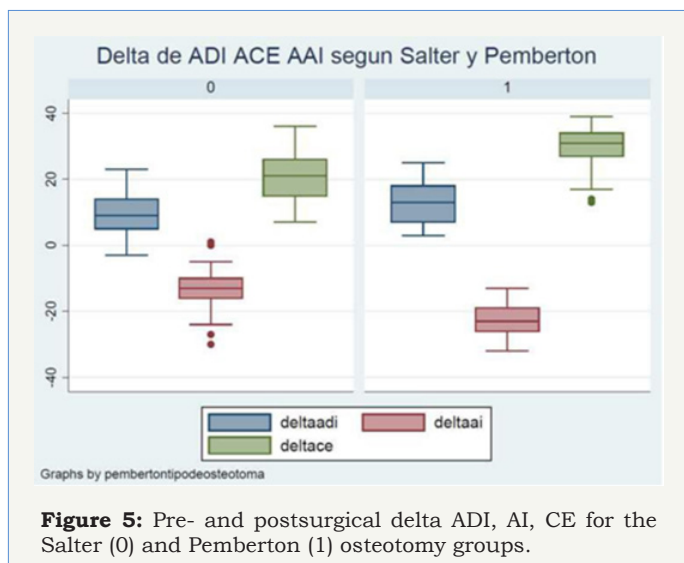 Delta de ADI ACE AAI segun Salter y Pemberton
0 1
40
20
0
-20
-40
deltaadi deltaai
deltace
Graphs by pembertontipodeosteotoma
Figure 5: Pre- and postsurgical delta ADI, AI, CE for the
Salter (0) and Pemberton (1) osteotomy groups.